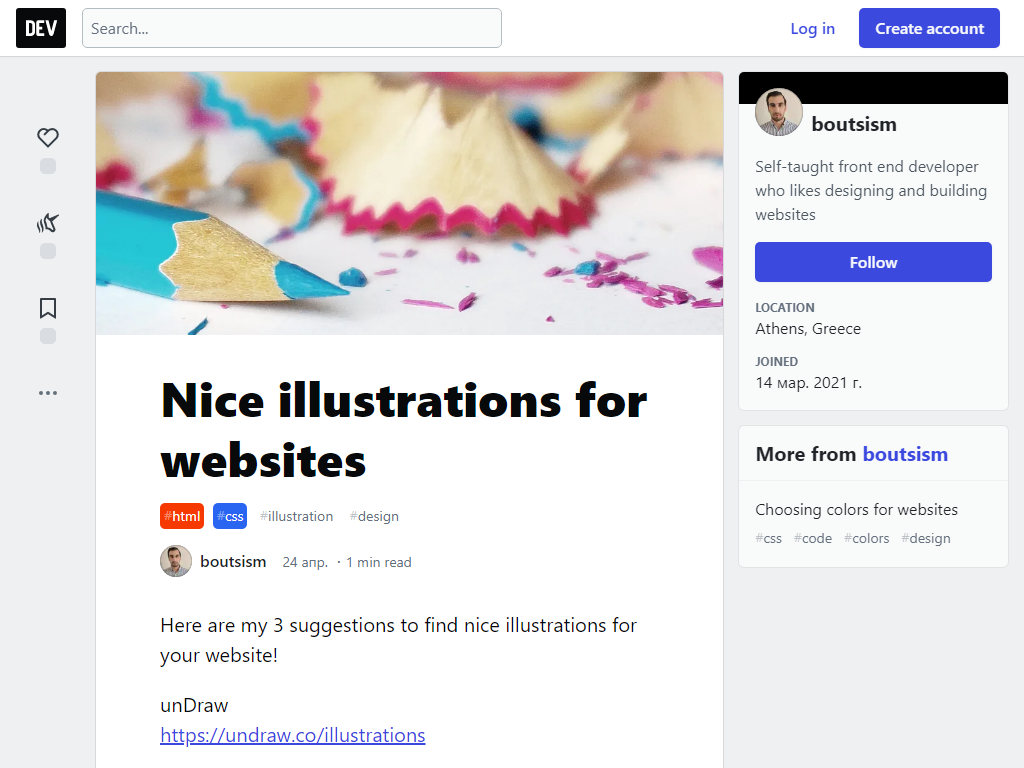 DEV
Search...
Log in
Create account
Nice illustrations for
websites
#html #css #illustration #design
boutsism 24 апр. · 1 min read
Here are my 3 suggestions to find nice illustrations for
your website!
unDraw
https://undraw.co/illustrations
boutsism
Self-taught front end developer
who likes designing and building
websites
Follow
LOCATION
Athens, Greece
JOINED
14 мар. 2021 г.
More from boutsism
Choosing colors for websites
#css #code #colors #design